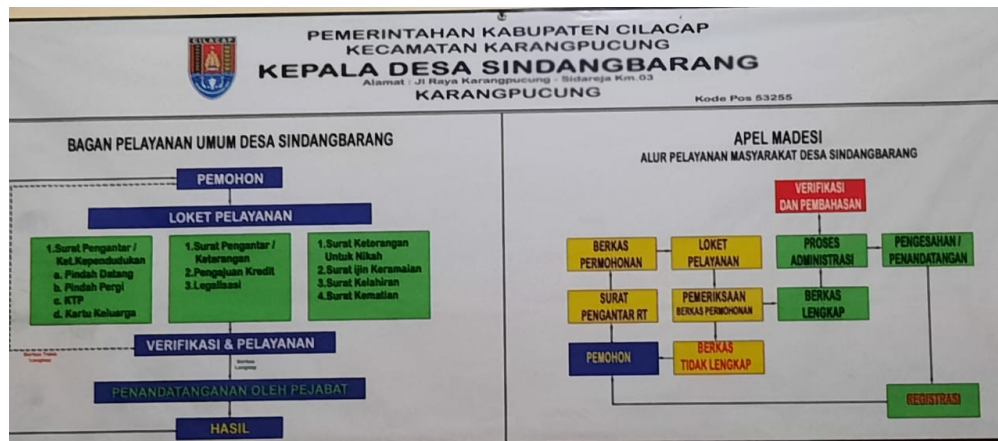 CILACAP
PEMERINTAHAN KABUPATEN CILACAP
KECAMATAN KARANGPUCUNG
KEPALA DESA SINDANGBARANG
Alamat : Jl Raya Karangpucung - Sidareja Km.03
KARANGPUCUNG
Kode Pos 53255
BAGAN PELAYANAN UMUM DESA SINDANGBARANG
PEMOHON
LOKET PELAYANAN
1.Surat Pengantar /
Ket.Kependudukan
a. Pindah Datang
b. Pindah Pergi
c. KTP
d. Kartu Keluarga
1.Surat Pengantar /
Keterangan
2.Pengajuan Kredit
3.Legalisasi
1.Surat Keterangan
Untuk Nikah
2.Surat ijin Keramaian
3.Surat Kelahiran
4.Surat Kematian
VERIFIKASI & PELAYANAN
Berkas Tidak
Lengkap
Berkas
Lengkap
PENANDATANGANAN OLEH PEJABAT
HASIL
APEL MADESI
ALUR PELAYANAN MASYARAKAT DESA SINDANGBARANG
VERIFIKASI
DAN PEMBAHASAN
BERKAS
PERMOHONAN
LOKET
PELAYANAN
PROSES
ADMINISTRASI
PENGESAHAN /
PENANDATANGAN
SURAT
PENGANTAR RT
PEMERIKSAAN
BERKAS PERMOHONAN
BERKAS
LENGKAP
PEMOHON
BERKAS
TIDAK LENGKAP
REGISTRASI